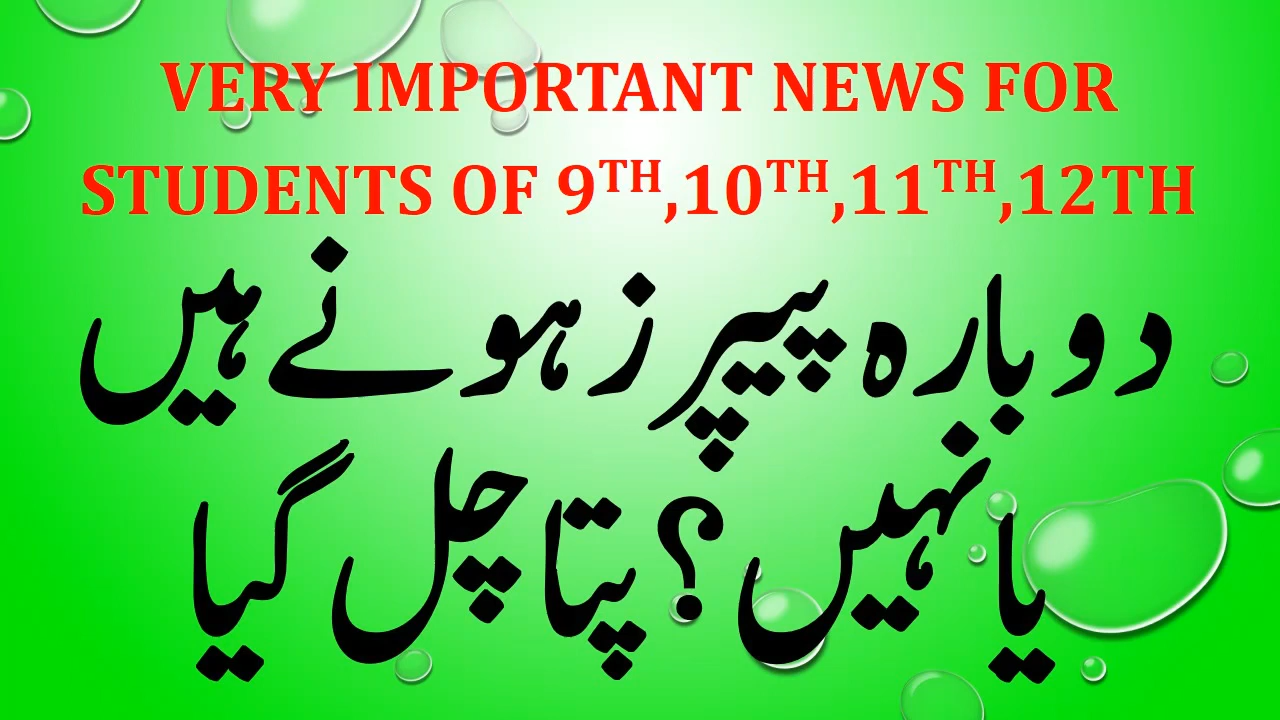 VERY IMPORTANT NEWS FOR
STUDENTS OF 9TH,10TH,11TH,12TH
دوبارہ پیپرز ہونے ہیں
یا نہیں ؟ پتا چل گیا